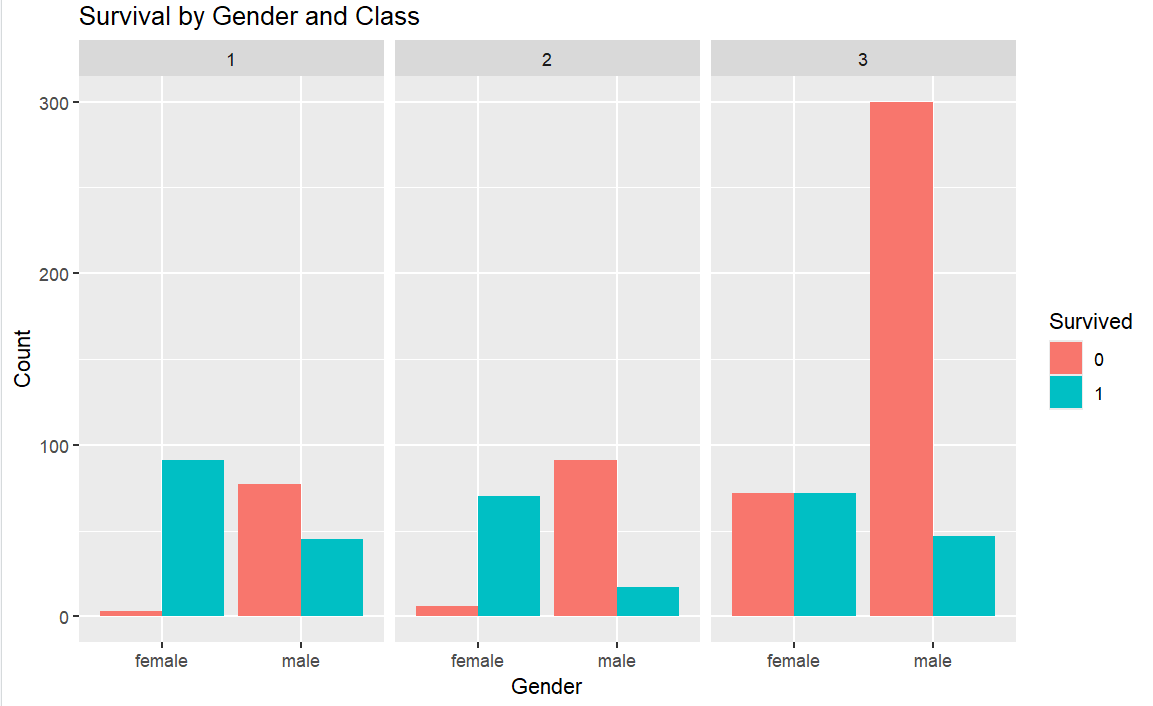 Survival by Gender and Class
1 2 3
300
200
100
0
Count
female male female male female male
Gender
Survived
0
1